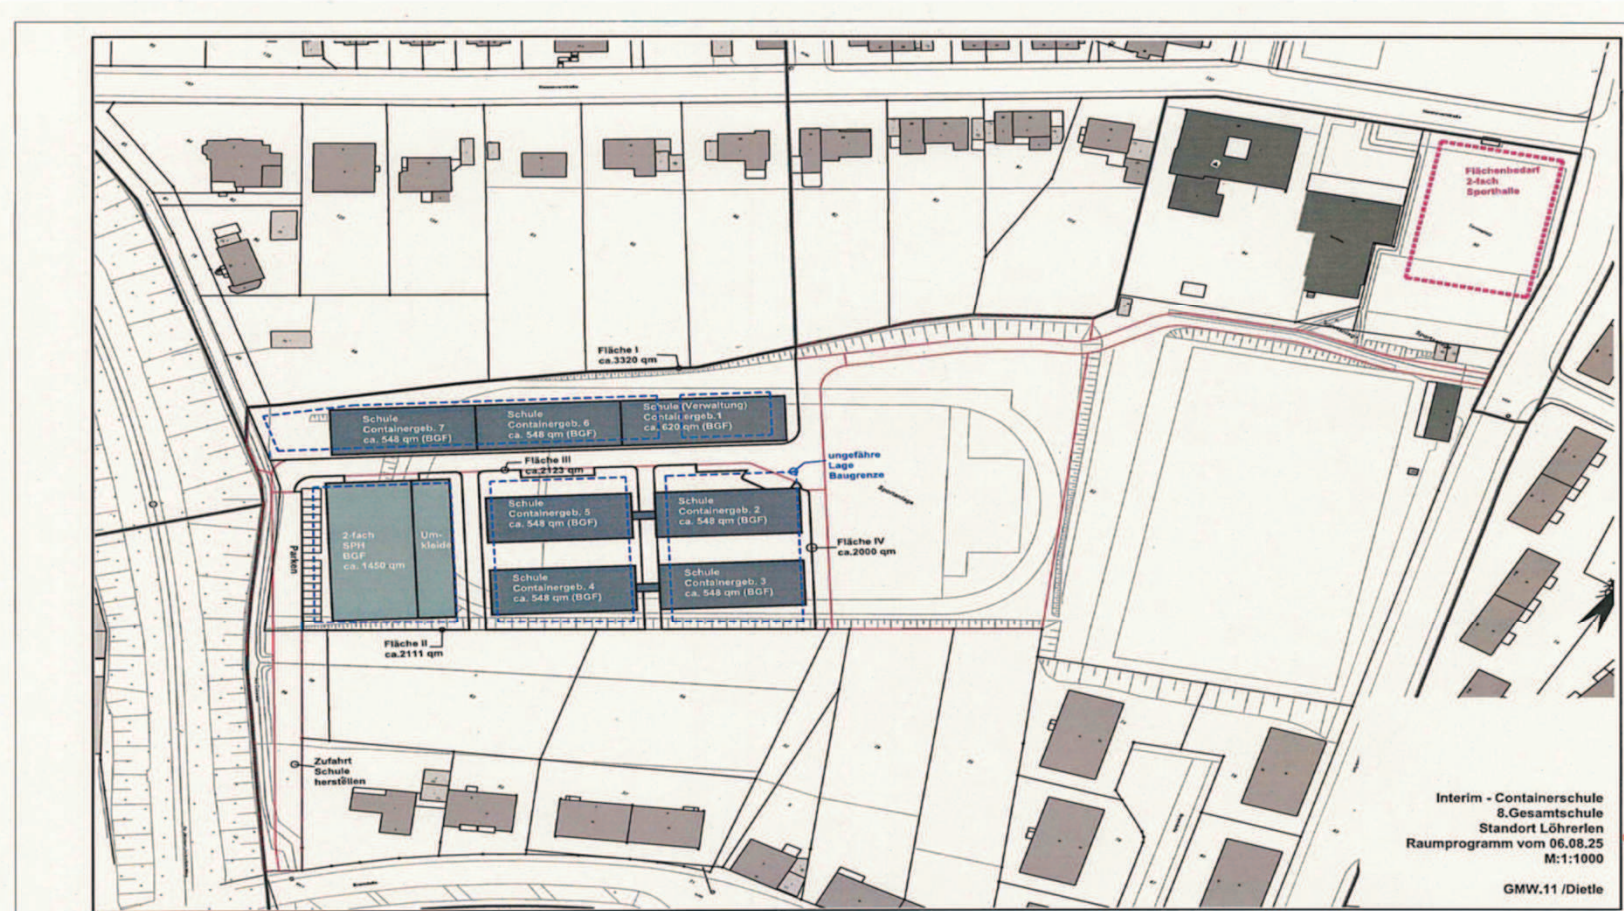 Flächenbedarf
2-fach
Sporthalle
Fläche I
ca.3320 qm
Schule
Containergeb. 7
ca. 548 qm (BGF)
Schule
Containergeb. 6
ca. 548 qm (BGF)
Schule (Verwaltung)
Containergeb.1
ca. 620 qm (BGF)
Fläche III
ca.2123 qm
ungefähre
Lage
Baugrenze
Sportanlage
Parken
2-fach
SPH
BGF
ca. 1450 qm
Um-
kleide
Schule
Containergeb. 5
ca. 548 qm (BGF)
Schule
Containergeb. 2
ca. 548 qm (BGF)
Fläche IV
ca.2000 qm
Schule
Containergeb. 4
ca. 548 qm (BGF)
Schule
Containergeb. 3
ca. 548 qm (BGF)
Fläche II
ca.2111 qm
Zufahrt
Schule
herstellen
Interim - Containerschule
8.Gesamtschule
Standort Löhrerlen
Raumprogramm vom 06.08.25
M:1:1000
GMW.11 /Dietle